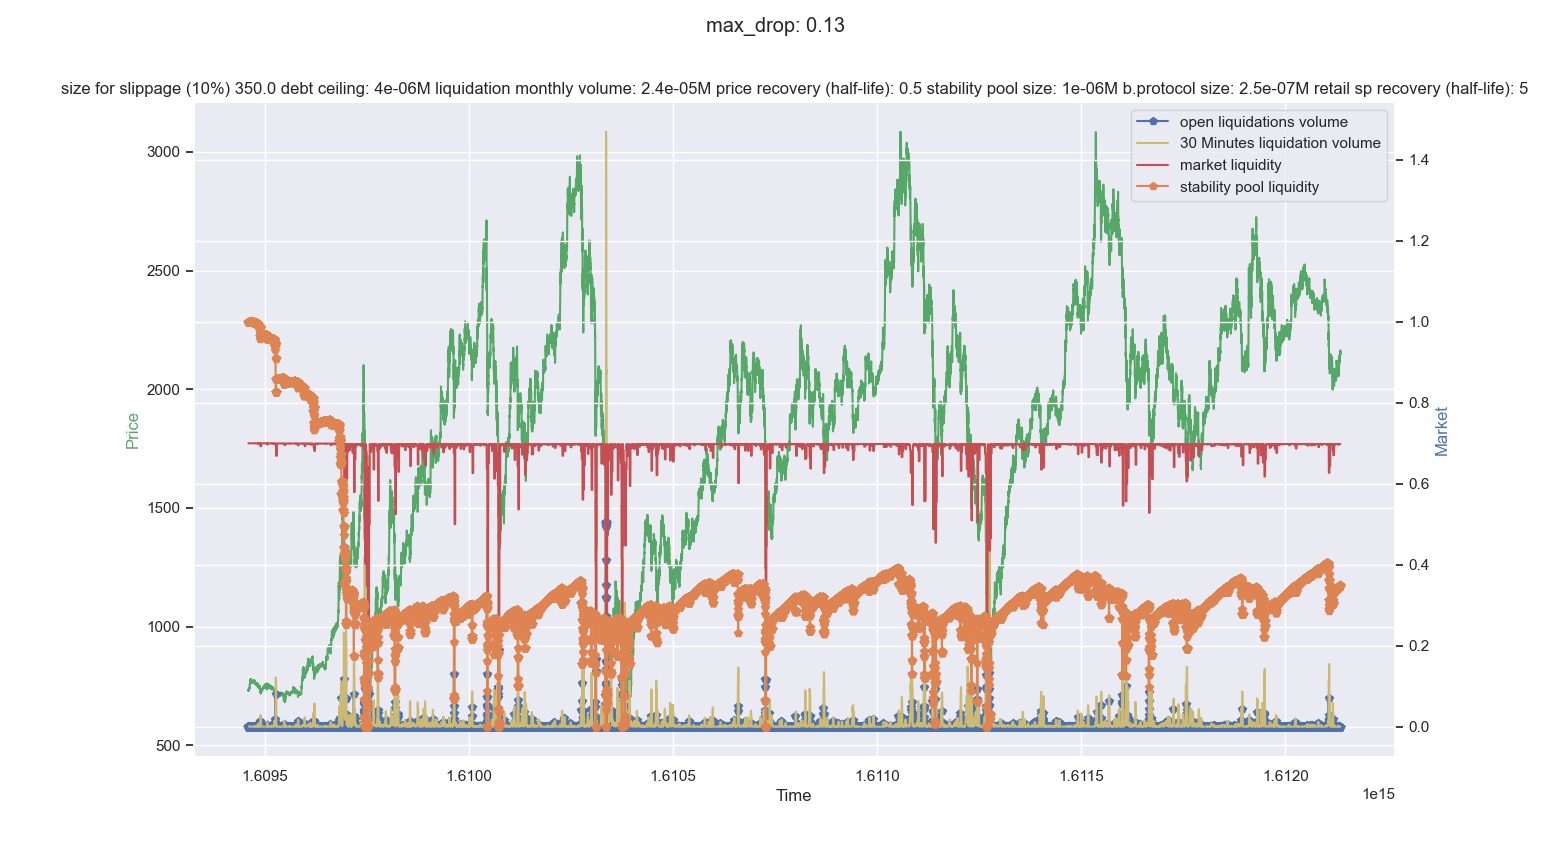 max_drop: 0.13
size for slippage (10%) 350.0 debt ceiling: 4e-06M liquidation monthly volume: 2.4e-05M price recovery (half-life): 0.5 stability pool size: 1e-06M b.protocol size: 2.5e-07M retail sp recovery (half-life): 5
open liquidations volume
30 Minutes liquidation volume
market liquidity
stability pool liquidity
3000
2500
2000
1500
1000
500
Price
1.4
1.2
1.0
0.8
0.6
0.4
0.2
0.0
Market
1.6095 1.6100 1.6105 1.6110 1.6115 1.6120
1e15
Time